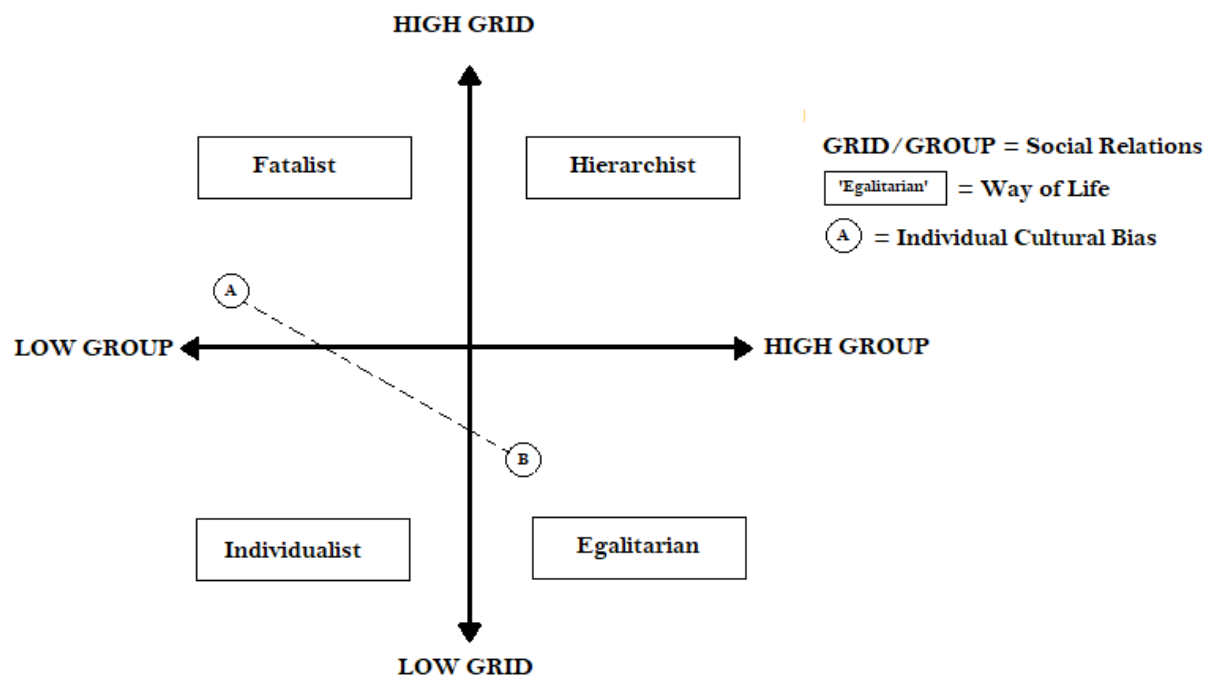 HIGH GRID
Fatalist
Hierarchist
GRID/GROUP = Social Relations
'Egalitarian' = Way of Life
A = Individual Cultural Bias
A
LOW GROUP
HIGH GROUP
B
Individualist
Egalitarian
LOW GRID